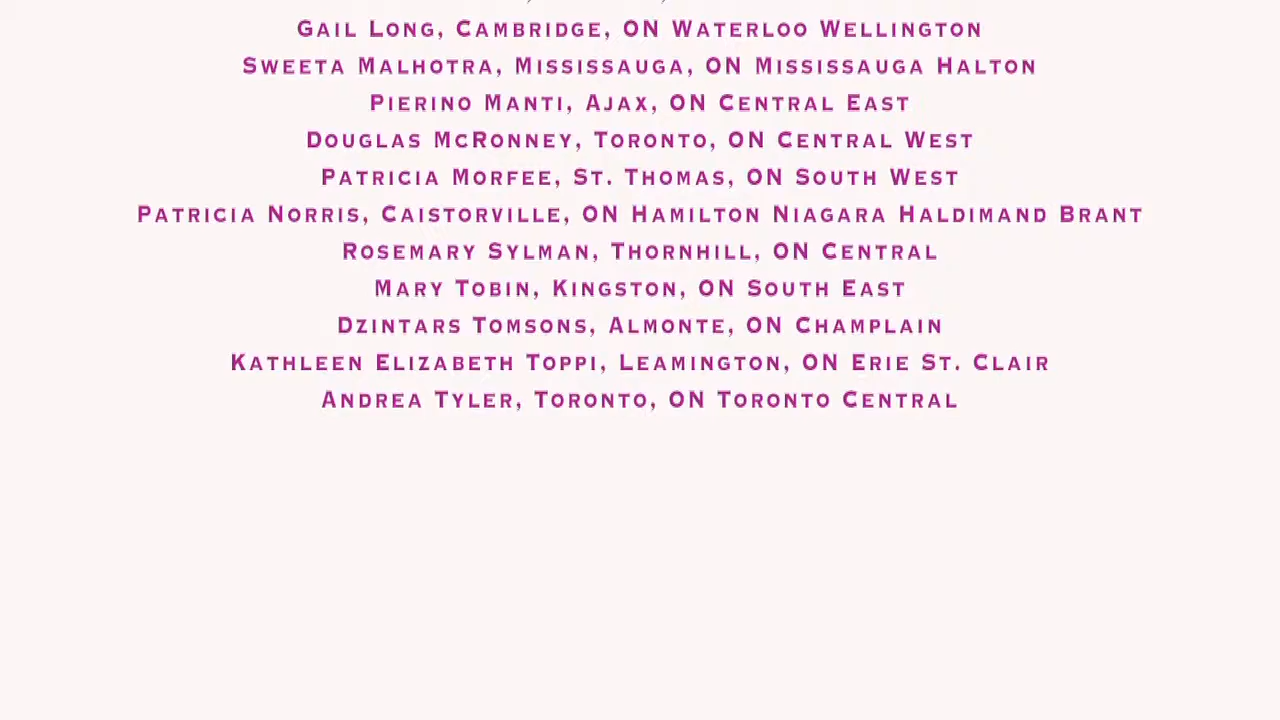 Gail Long, Cambridge, ON Waterloo Wellington
Sweeta Malhotra, Mississauga, ON Mississauga Halton
Pierino Manti, Ajax, ON Central East
Douglas McRonney, Toronto, ON Central West
Patricia Morfee, St. Thomas, ON South West
Patricia Norris, Caistorville, ON Hamilton Niagara Haldimand Brant
Rosemary Sylman, Thornhill, ON Central
Mary Tobin, Kingston, ON South East
Dzintars Tomsons, Almonte, ON Champlain
Kathleen Elizabeth Toppi, Leamington, ON Erie St. Clair
Andrea Tyler, Toronto, ON Toronto Central